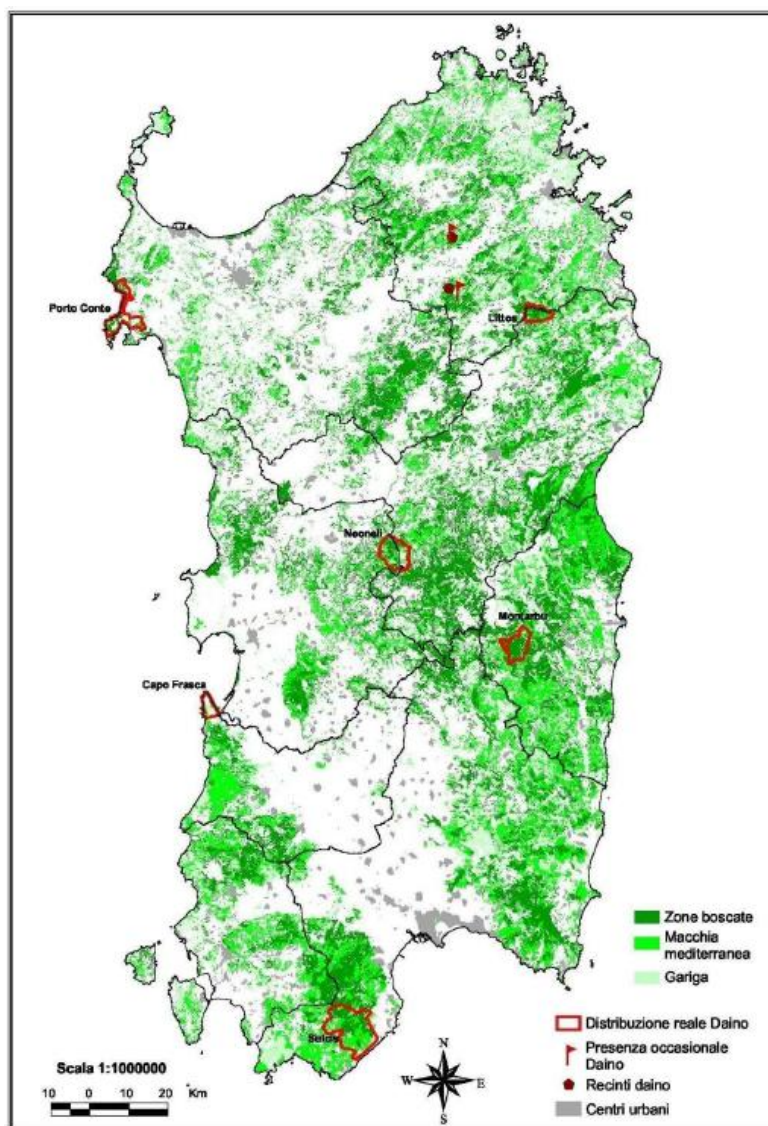 Porto Conte
Littos
Neoneli
Montarbu
Capo Frasca
Sulcis
Zone boscate
Macchia
mediterranea
Gariga
Distribuzione reale Daino
Presenza occasionale
Daino
Recinti daino
Centri urbani
Scala 1:1000000
10 0 10 20 Km
N
W E
S